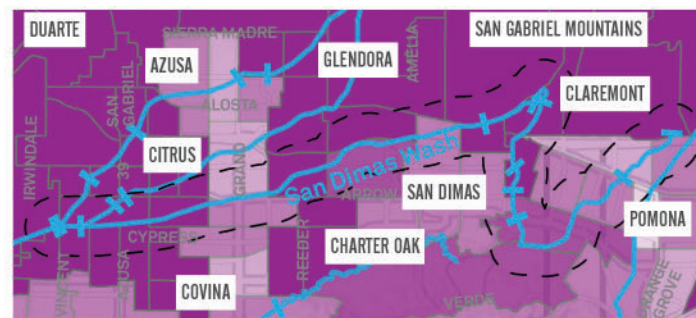 DUARTE
SIERRA MADRE
SAN GABRIEL MOUNTAINS
AZUSA
GLENDORA
AMELIA
ALOSTA
CLAREMONT
SAN
GABRIEL
IRWINDALE
CITRUS
39
GRAND
San Dimas Wash
ARROW
SAN DIMAS
POMONA
CYPRESS
REEDER
CHARTER OAK
VINCENT
AZUSA
COVINA
VERDE
ORANGE
GROVE